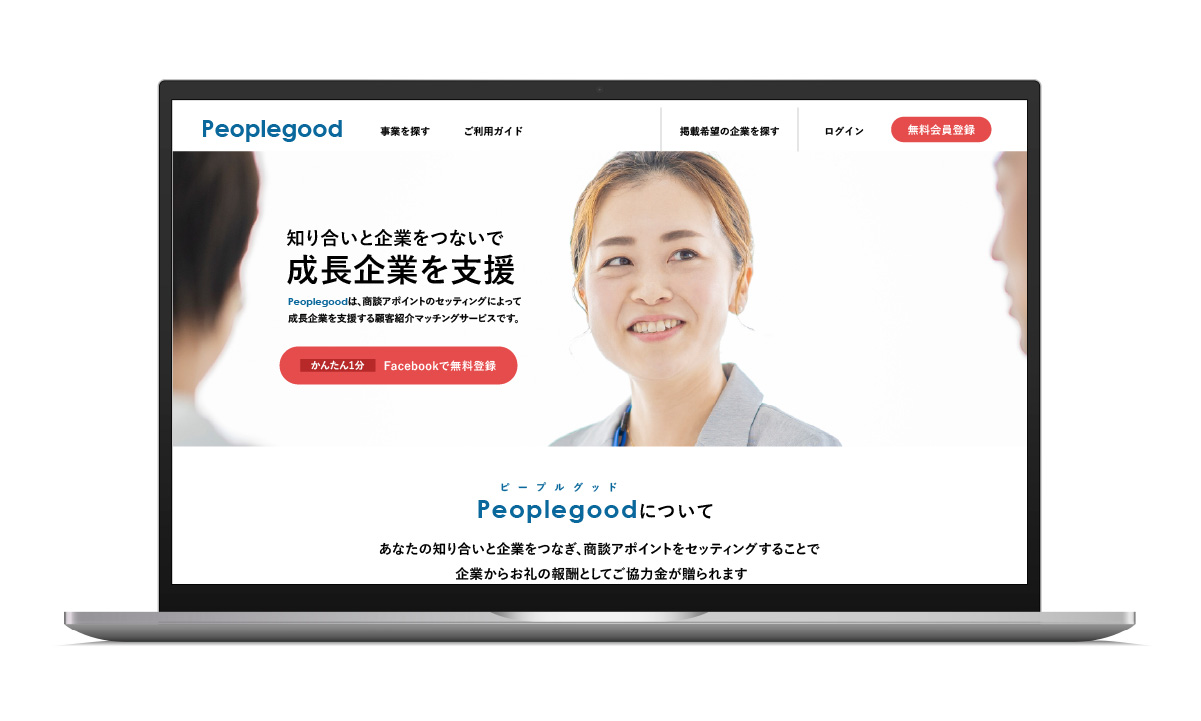 Peoplegood
事業を探す
ご利用ガイド
掲載希望の企業を探す
ログイン
無料会員登録
知り合いと企業をつないで
成長企業を支援
Peoplegoodは、商談アポイントのセッティングによって
成長企業を支援する顧客紹介マッチングサービスです。
かんたん1分 Facebookで無料登録
ピープルグッド
Peoplegoodについて
あなたの知り合いと企業をつなぎ、商談アポイントをセッティングすることで
企業からお礼の報酬としてご協力金が贈られます